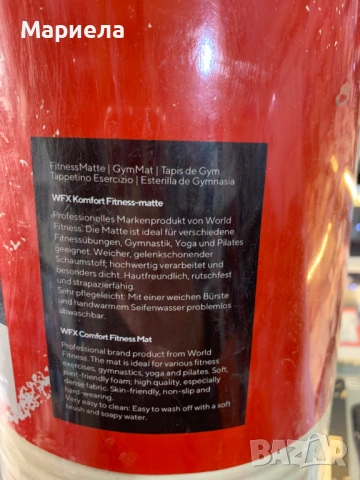 Мариела
FitnessMatte | GymMat | Tapis de Gym
Tappetino Esercizio | Esterilla de Gymnasia
WFX Komfort Fitness-matte
Professionelles Markenprodukt von World
Fitness. Die Matte ist ideal für verschiedene
Fitnessübungen, Gymnastik, Yoga und Pilates
geeignet. Weicher, gelenkschonender
Schaumstoff; hochwertig verarbeitet und
besonders dicht. Hautfreundlich, rutschfest
und strapazierfähig.
Sehr pflegeleicht: Mit einer weichen Bürste
und handwarmem Seifenwasser problemlos
abwaschbar.
WFX Comfort Fitness Mat
Professional brand product from World
Fitness. The mat is ideal for various fitness
exercises, gymnastics, yoga and pilates. Soft,
joint-friendly foam; high quality, especially
dense fabric. Skin-friendly, non-slip and
hard-wearing.
Very easy to clean: Easy to wash off with a soft
brush and soapy water.
BAZAR